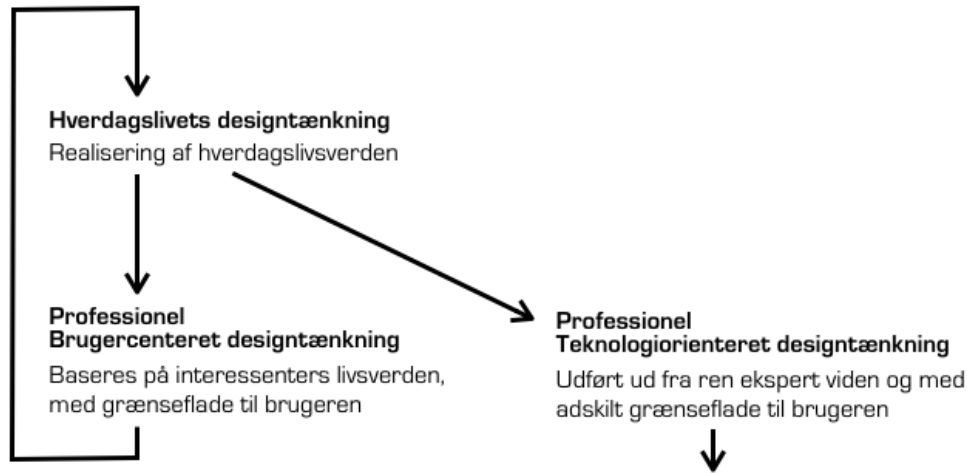 Hverdagslivets designtænkning
Realisering af hverdagslivsverden
Professionel
Brugercenteret designtænkning
Baseres på interessenters livsverden,
med grænseflade til brugeren
Professionel
Teknologiorienteret designtænkning
Udført ud fra ren ekspert viden og med
adskilt grænseflade til brugeren